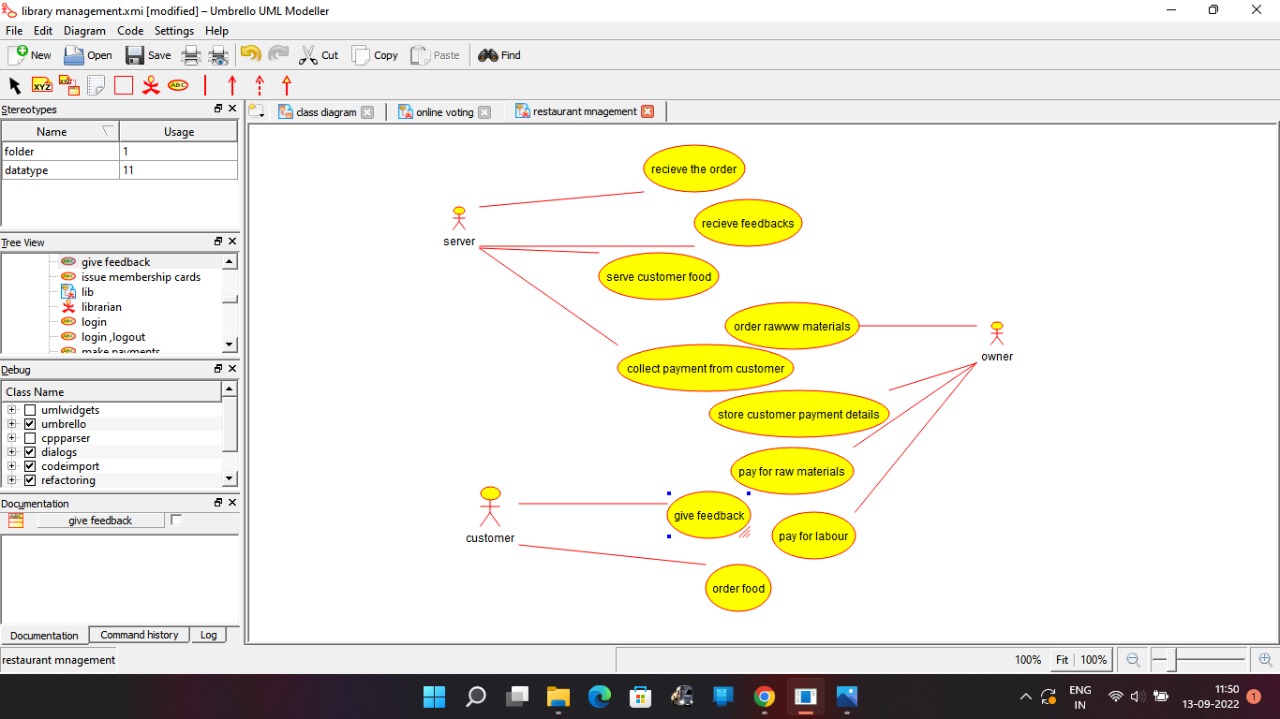 library management.xmi [modified] – Umbrello UML Modeller
File Edit Diagram Code Settings Help
New Open Save Cut Copy Paste Find
XYZ ABC
Stereotypes
Name Usage
folder 1
datatype 11
Tree View
give feedback
issue membership cards
lib
librarian
login
login ,logout
make payments
Debug
Class Name
umlwidgets
umbrello
cppparser
dialogs
codeimport
refactoring
Documentation
give feedback
Documentation Command history Log
class diagram online voting restaurant mnagement
recieve the order
recieve feedbacks
server
serve customer food
order rawww materials
owner
collect payment from customer
store customer payment details
pay for raw materials
give feedback
customer
pay for labour
order food
restaurant mnagement 100% Fit 100%
ENG
IN
11:50
13-09-2022
1